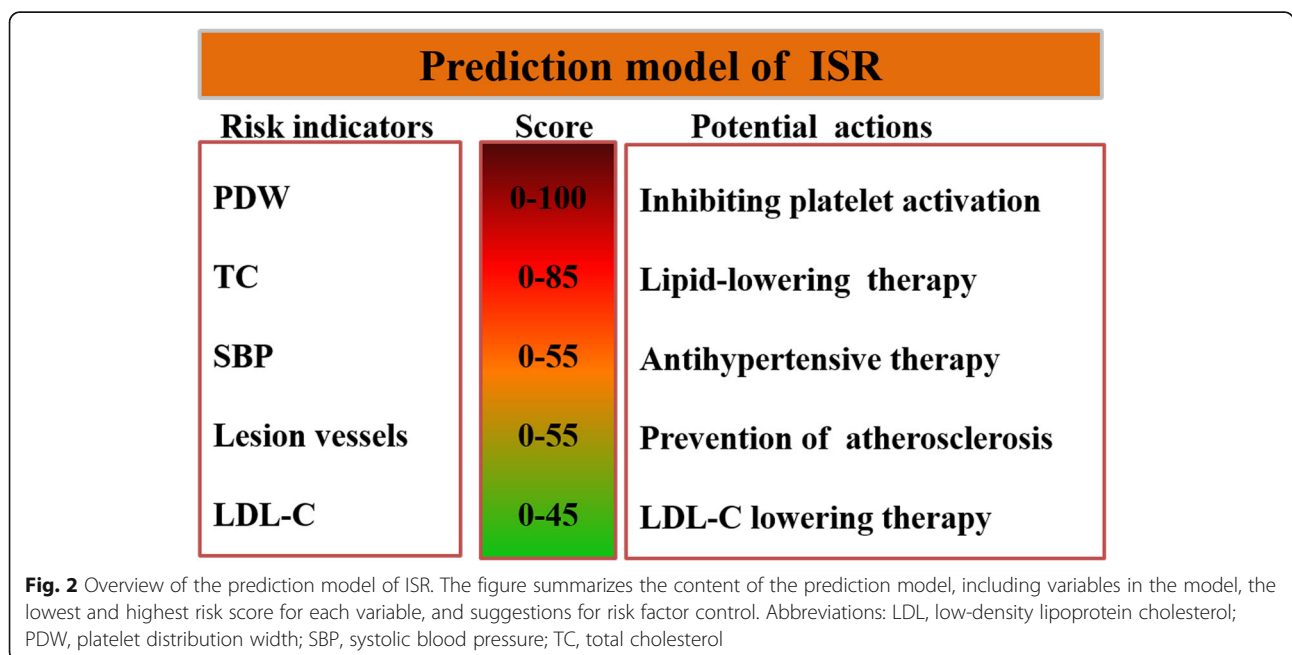 Prediction model of ISR
Risk indicators Score Potential actions
PDW 0-100 Inhibiting platelet activation
TC 0-85 Lipid-lowering therapy
SBP 0-55 Antihypertensive therapy
Lesion vessels 0-55 Prevention of atherosclerosis
LDL-C 0-45 LDL-C lowering therapy
Fig. 2 Overview of the prediction model of ISR. The figure summarizes the content of the prediction model, including variables in the model, the
lowest and highest risk score for each variable, and suggestions for risk factor control. Abbreviations: LDL, low-density lipoprotein cholesterol;
PDW, platelet distribution width; SBP, systolic blood pressure; TC, total cholesterol